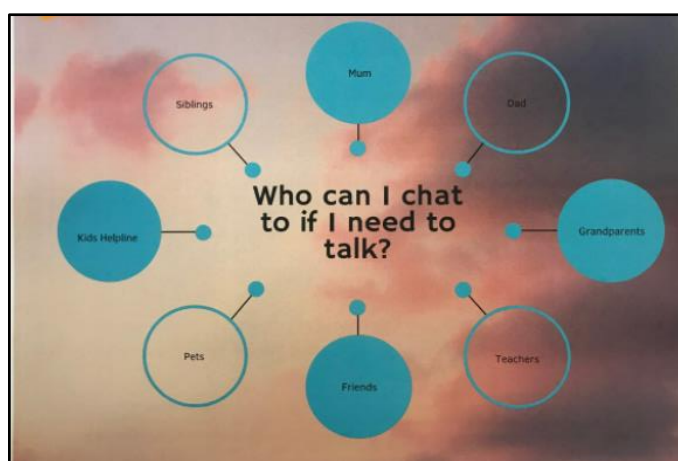 Mum
Siblings
Dad
Who can I chat
to if I need to
talk?
Kids Helpline
Grandparents
Pets
Teachers
Friends